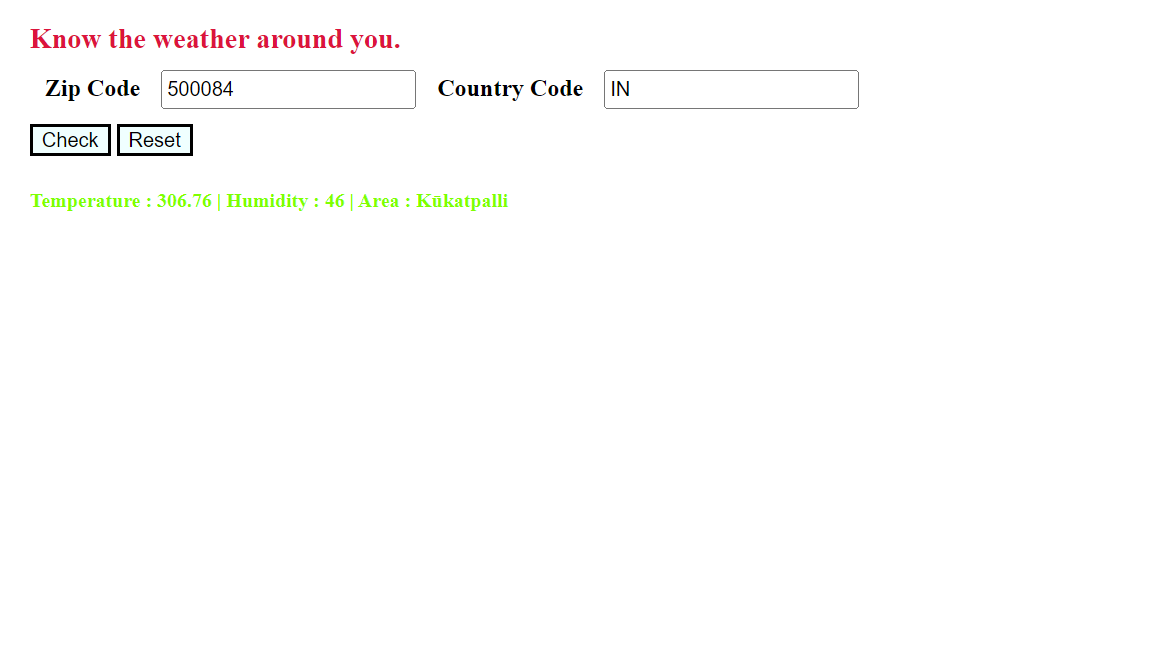 Know the weather around you.
Zip Code 500084 Country Code IN
Check Reset
Temperature : 306.76 | Humidity : 46 | Area : Kūkatpalli